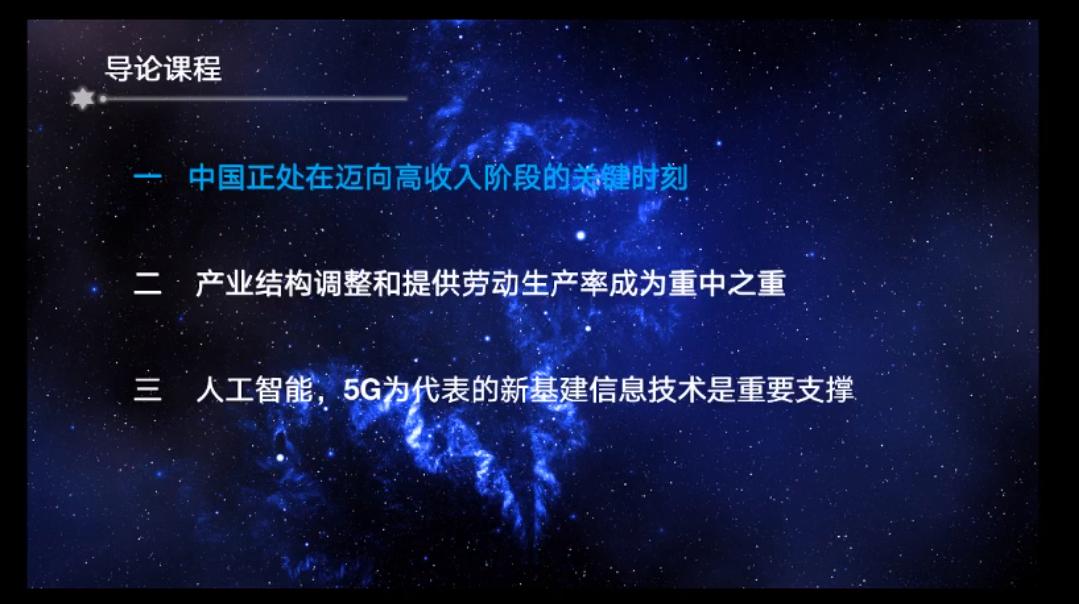 导论课程
一 中国正处在迈向高收入阶段的关键时刻
二 产业结构调整和提供劳动生产率成为重中之重
三 人工智能，5G为代表的新基建信息技术是重要支撑